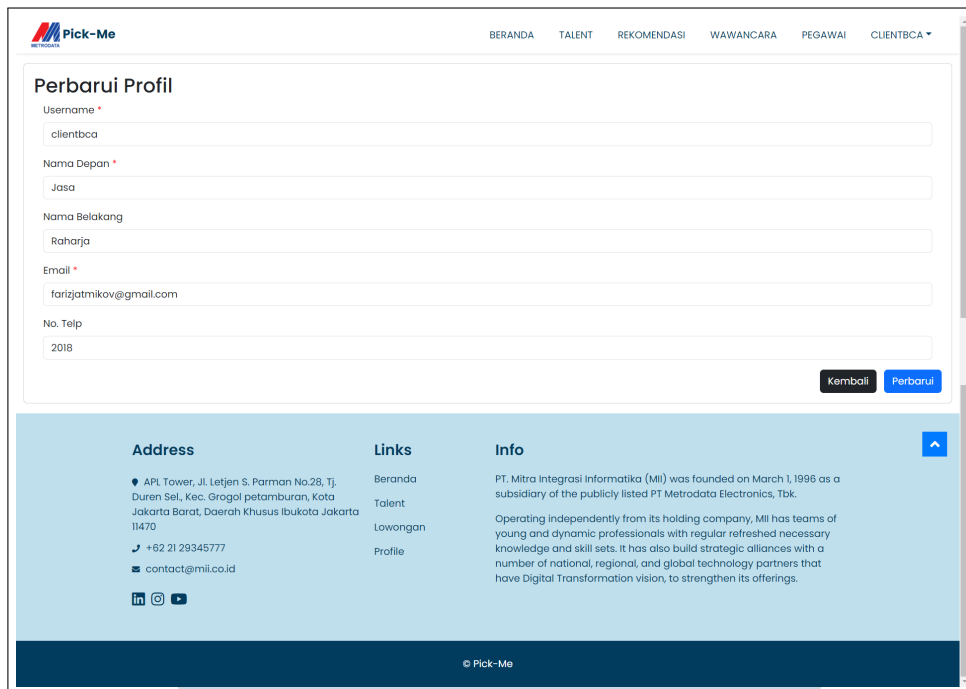 METRODATA
Pick-Me
BERANDA TALENT REKOMENDASI WAWANCARA PEGAWAI CLIENTBCA
Perbarui Profil
Username *
clientbca
Nama Depan *
Jasa
Nama Belakang
Raharja
Email *
farizjatmikov@gmail.com
No. Telp
2018
Kembali Perbarui
Address
APL Tower, Jl. Letjen S. Parman No.28, Tj.
Duren Sel., Kec. Grogol petamburan, Kota
Jakarta Barat, Daerah Khusus Ibukota Jakarta
11470
+62 21 29345777
contact@mii.co.id
Links
Beranda
Talent
Lowongan
Profile
Info
PT. Mitra Integrasi Informatika (MII) was founded on March 1, 1996 as a
subsidiary of the publicly listed PT Metrodata Electronics, Tbk.
Operating independently from its holding company, MII has teams of
young and dynamic professionals with regular refreshed necessary
knowledge and skill sets. It has also build strategic alliances with a
number of national, regional, and global technology partners that
have Digital Transformation vision, to strengthen its offerings.
© Pick-Me